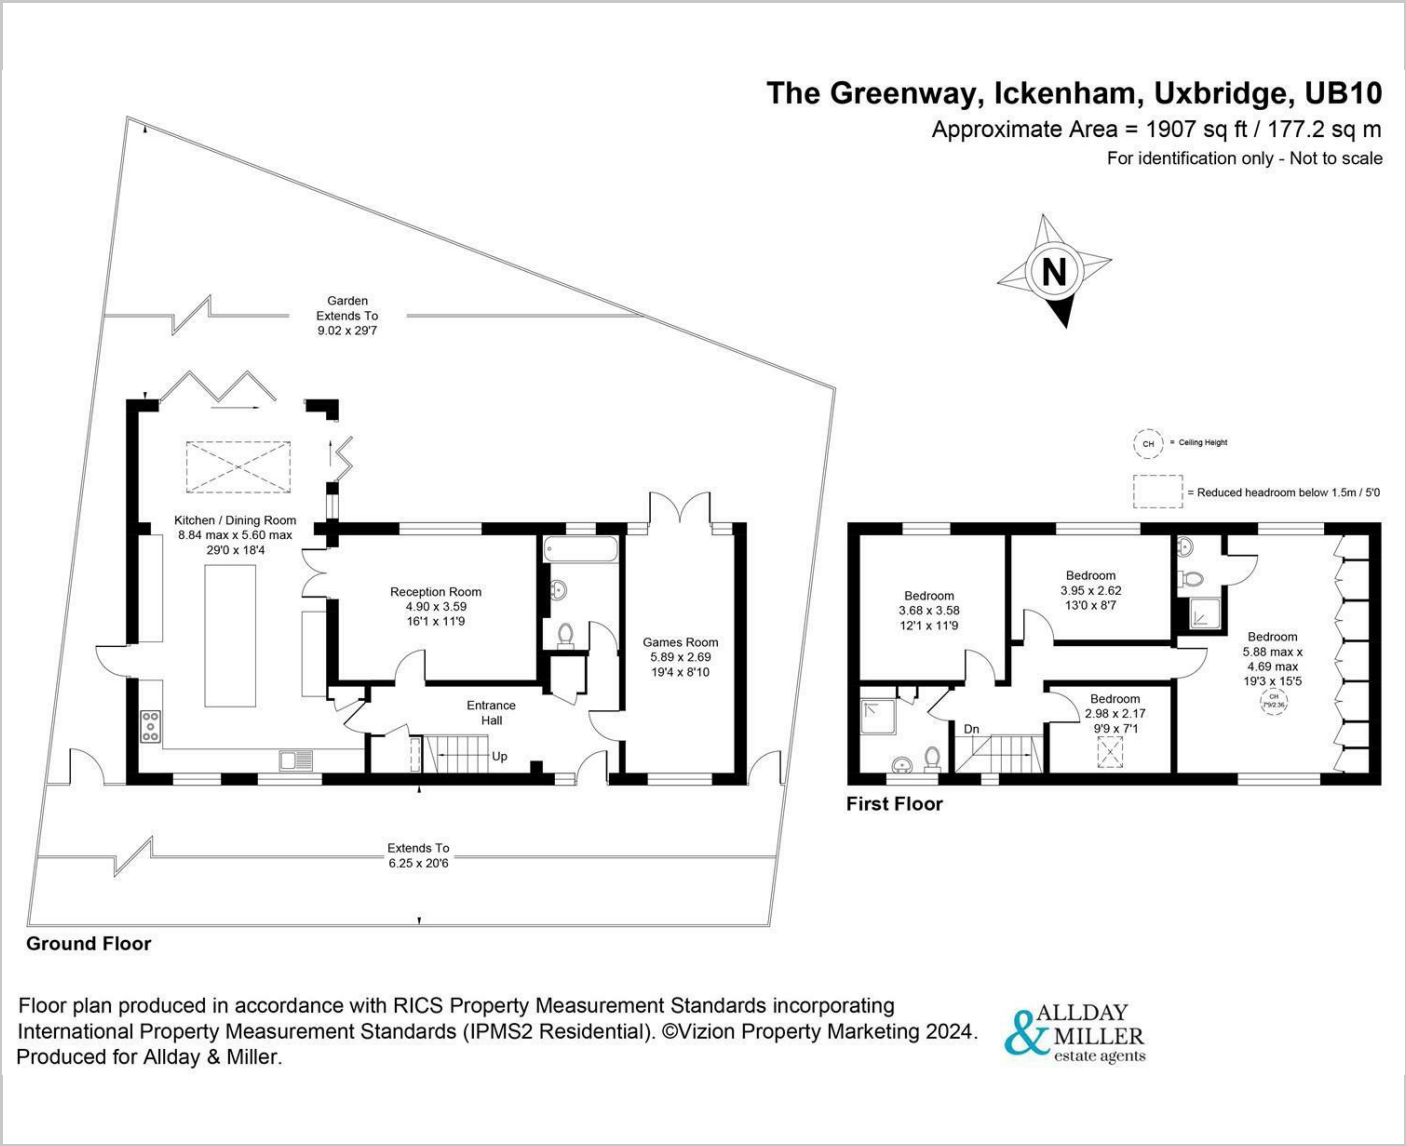 The Greenway, Ickenham, Uxbridge, UB10
Approximate Area = 1907 sq ft / 177.2 sq m
For identification only - Not to scale
N
Garden
Extends To
9.02 x 29'7
CH = Ceiling Height
= Reduced headroom below 1.5m / 5'0
Kitchen / Dining Room
8.84 max x 5.60 max
29'0 x 18'4
Reception Room
4.90 x 3.59
16'1 x 11'9
Games Room
5.89 x 2.69
19'4 x 8'10
Entrance
Hall
Up
Extends To
6.25 x 20'6
Ground Floor
Bedroom
3.68 x 3.58
12'1 x 11'9
Bedroom
3.95 x 2.62
13'0 x 8'7
Bedroom
5.88 max x
4.69 max
19'3 x 15'5
CH
7'9/2.36
Bedroom
2.98 x 2.17
9'9 x 7'1
Dn
First Floor
Floor plan produced in accordance with RICS Property Measurement Standards incorporating
International Property Measurement Standards (IPMS2 Residential). ©Vizion Property Marketing 2024.
Produced for Allday & Miller.
ALLDAY
& MILLER
estate agents